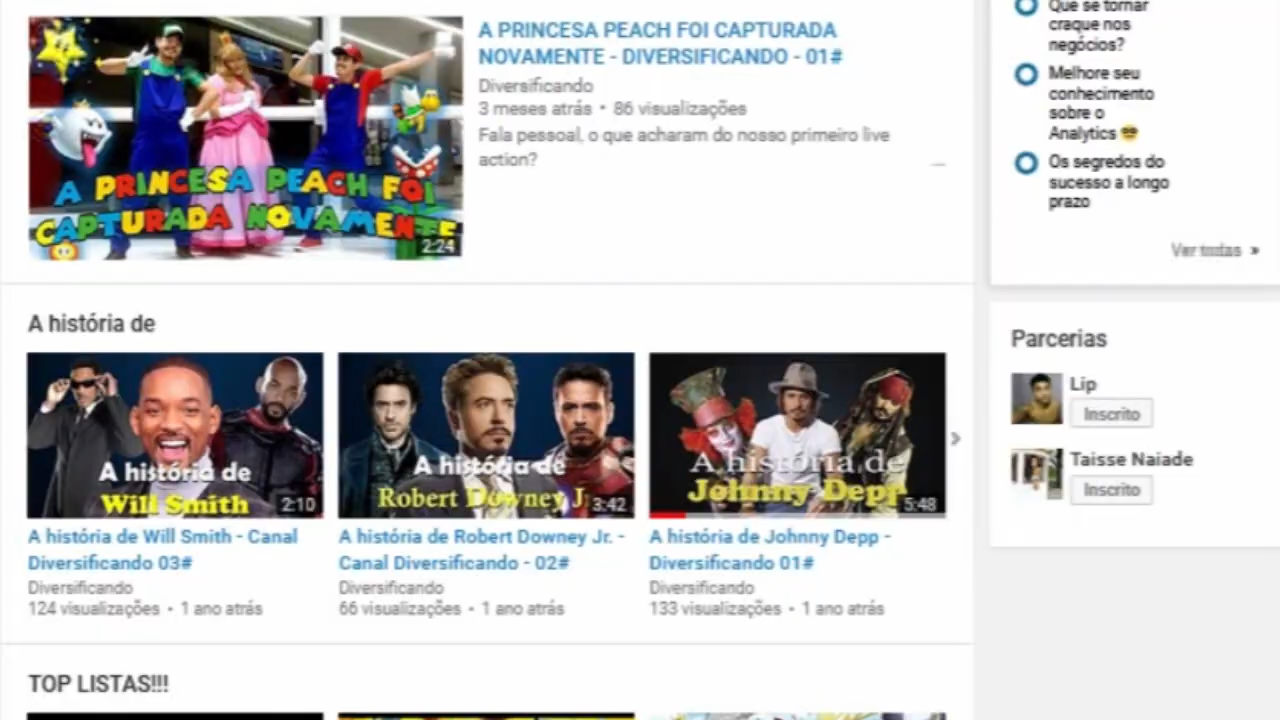 A PRINCESA PEACH FOI
CAPTURADA NOVAMENTE
2:24
A PRINCESA PEACH FOI CAPTURADA
NOVAMENTE - DIVERSIFICANDO - 01#
Diversificando
3 meses atrás • 86 visualizações
Fala pessoal, o que acharam do nosso primeiro live
action?
Que se tornar
craque nos
negócios?
Melhore seu
conhecimento
sobre o
Analytics 🤓
Os segredos do
sucesso a longo
prazo
Ver todas »
A história de
A história de
Will Smith
2:10
A história de Will Smith - Canal
Diversificando 03#
Diversificando
124 visualizações • 1 ano atrás
A história de
Robert Downey J
3:42
A história de Robert Downey Jr. -
Canal Diversificando - 02#
Diversificando
66 visualizações • 1 ano atrás
A história de
Johnny Depp
5:48
A história de Johnny Depp -
Diversificando 01#
Diversificando
133 visualizações • 1 ano atrás
Parcerias
Lip
Inscrito
Taisse Naiade
Inscrito
TOP LISTAS!!!